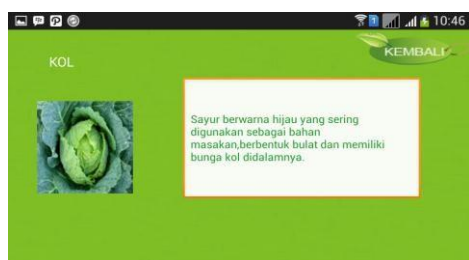 10:46
KEMBALI
KOL
Sayur berwarna hijau yang sering
digunakan sebagai bahan
masakan,berbentuk bulat dan memiliki
bunga kol didalamnya.